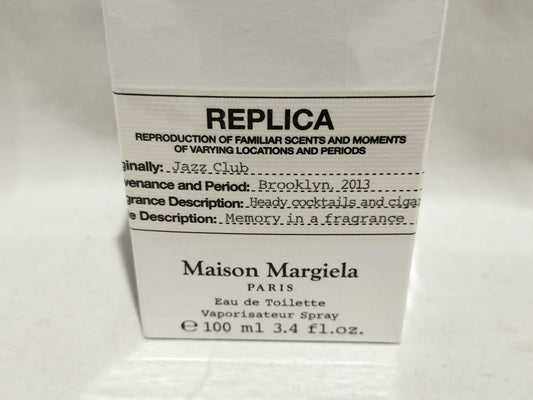 REPLICA
REPRODUCTION OF FAMILIAR SCENTS AND MOMENTS
OF VARYING LOCATIONS AND PERIODS
ginally: Jazz Club
venance and Period: Brooklyn, 2013
grance Description: Heady cocktails and cigar
e Description: Memory in a fragrance
Maison Margiela
PARIS
Eau de Toilette
Vaporisateur Spray
℮ 100 ml 3.4 fl.oz.